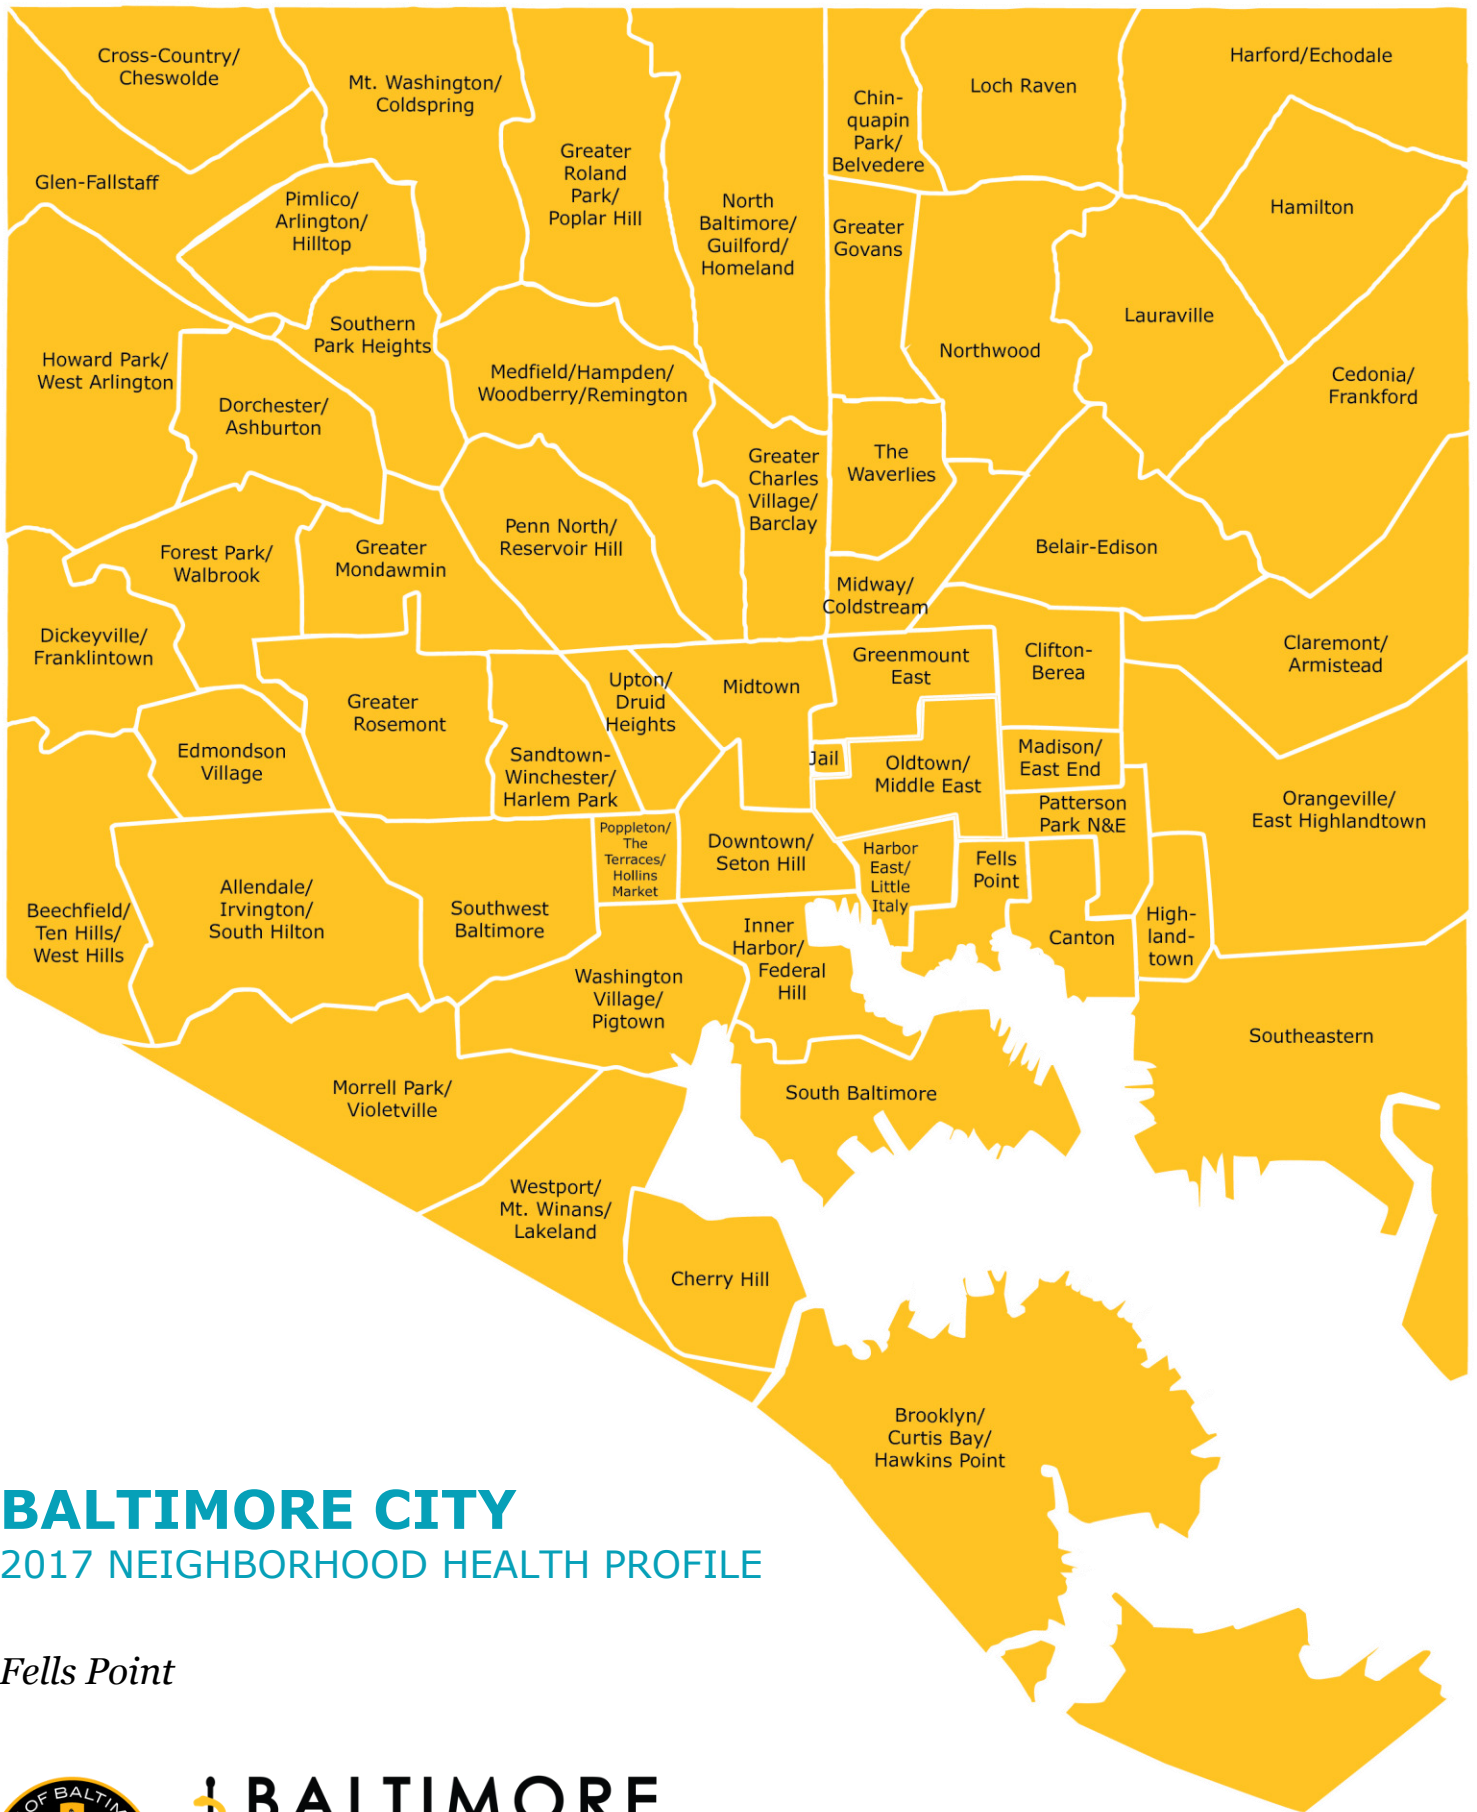 Cross-Country/
Cheswolde
Mt. Washington/
Coldspring
Harford/Echodale
Loch Raven
Chin-
quapin
Park/
Belvedere
Greater
Roland
Park/
Poplar Hill
Glen-Fallstaff
Pimlico/
Arlington/
Hilltop
North
Baltimore/
Guilford/
Homeland
Greater
Govans
Hamilton
Lauraville
Southern
Park Heights
Northwood
Howard Park/
West Arlington
Medfield/Hampden/
Woodberry/Remington
Cedonia/
Frankford
Dorchester/
Ashburton
Greater
Charles
Village/
Barclay
The
Waverlies
Penn North/
Reservoir Hill
Forest Park/
Walbrook
Greater
Mondawmin
Belair-Edison
Midway/
Coldstream
Dickeyville/
Franklintown
Greenmount
East
Clifton-
Berea
Claremont/
Armistead
Upton/
Druid
Heights
Midtown
Greater
Rosemont
Edmondson
Village
Sandtown-
Winchester/
Harlem Park
Jail
Oldtown/
Middle East
Madison/
East End
Patterson
Park N&E
Orangeville/
East Highlandtown
Poppleton/
The
Terraces/
Hollins
Market
Downtown/
Seton Hill
Harbor
East/
Little
Italy
Fells
Point
Allendale/
Irvington/
South Hilton
Beechfield/
Ten Hills/
West Hills
Southwest
Baltimore
Inner
Harbor/
Federal
Hill
Canton
High-
land-
town
Washington
Village/
Pigtown
Southeastern
Morrell Park/
Violetville
South Baltimore
Westport/
Mt. Winans/
Lakeland
Cherry Hill
Brooklyn/
Curtis Bay/
Hawkins Point
BALTIMORE CITY
2017 NEIGHBORHOOD HEALTH PROFILE
Fells Point
BALTIMORE